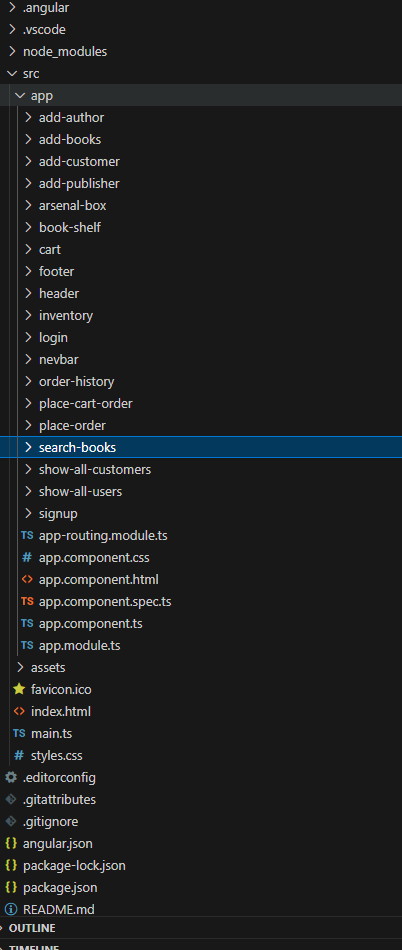 .angular
.vscode
node_modules
src
app
add-author
add-books
add-customer
add-publisher
arsenal-box
book-shelf
cart
footer
header
inventory
login
nevbar
order-history
place-cart-order
place-order
search-books
show-all-customers
show-all-users
signup
TS app-routing.module.ts
# app.component.css
<> app.component.html
TS app.component.spec.ts
TS app.component.ts
TS app.module.ts
assets
favicon.ico
<> index.html
TS main.ts
# styles.css
.editorconfig
.gitattributes
.gitignore
{} angular.json
{} package-lock.json
{} package.json
README.md
OUTLINE
TIMELINE